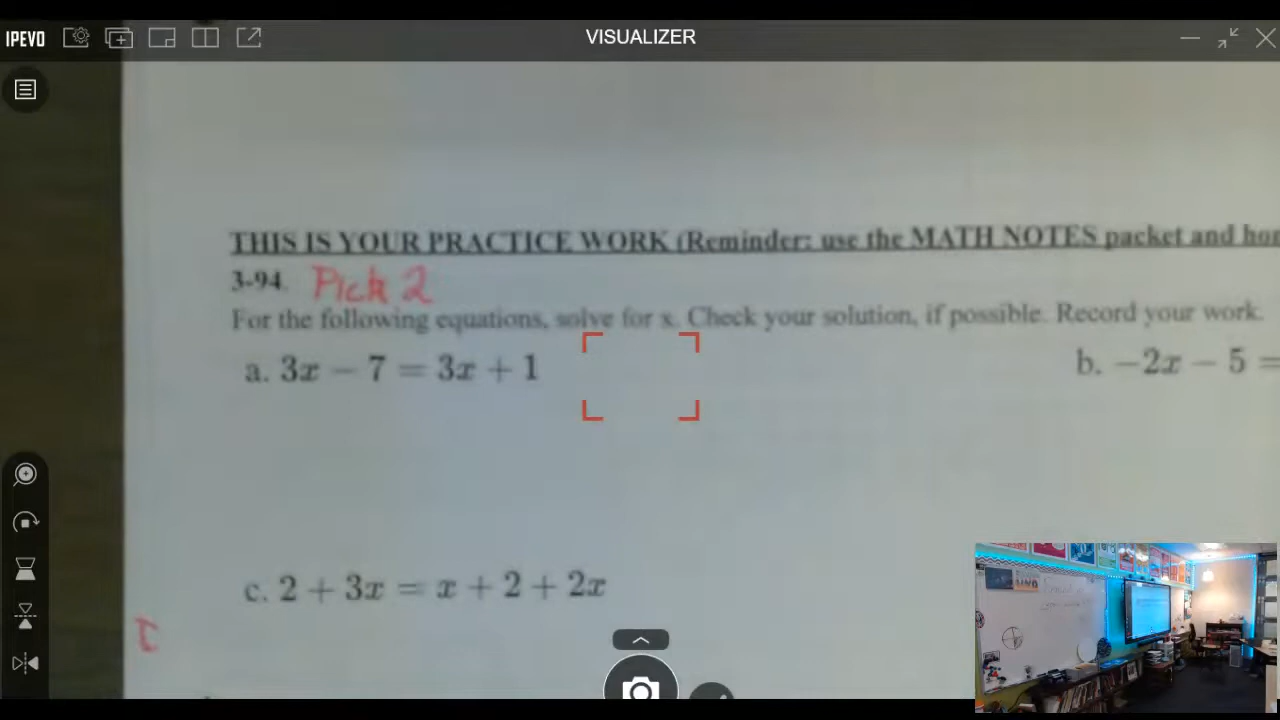 IPEVO
VISUALIZER
THIS IS YOUR PRACTICE WORK (Reminder: use the MATH NOTES packet and hor
3-94. Pick 2
For the following equations, solve for x. Check your solution, if possible. Record your work.
a. 3x − 7 = 3x + 1
b. −2x − 5 =
c. 2 + 3x = x + 2 + 2x